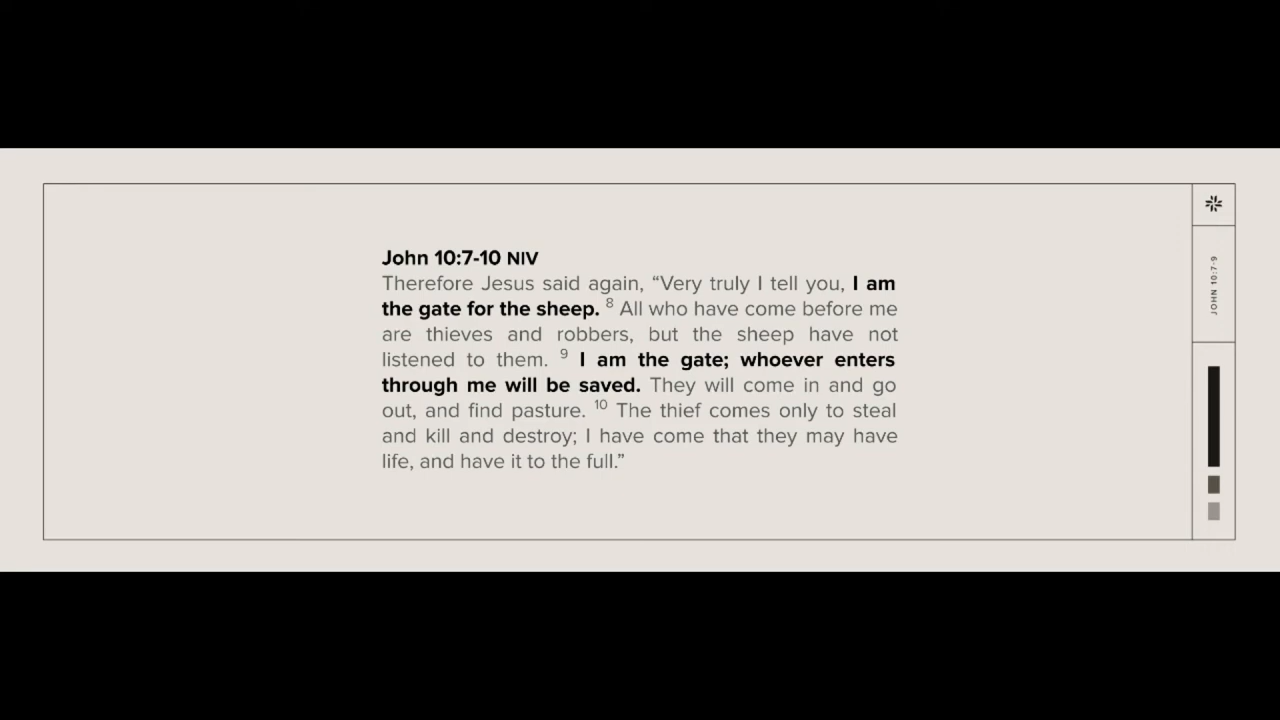 John 10:7-10 NIV
Therefore Jesus said again, “Very truly I tell you, I am
the gate for the sheep. ⁸ All who have come before me
are thieves and robbers, but the sheep have not
listened to them. ⁹ I am the gate; whoever enters
through me will be saved. They will come in and go
out, and find pasture. ¹⁰ The thief comes only to steal
and kill and destroy; I have come that they may have
life, and have it to the full.”
JOHN 10:7-9